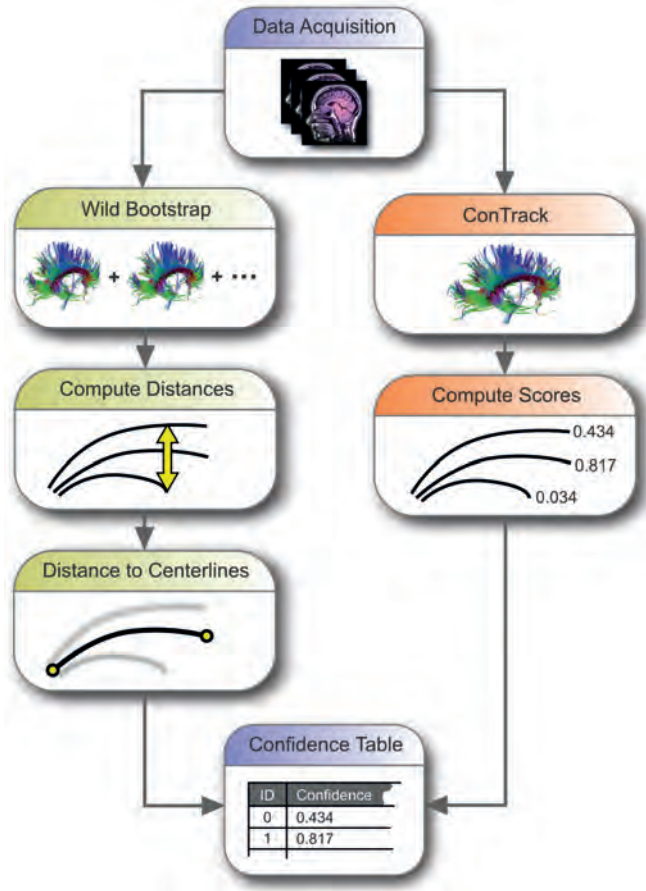 Data Acquisition
Wild Bootstrap
+ + ...
ConTrack
Compute Distances
Compute Scores
0.434
0.817
0.034
Distance to Centerlines
Confidence Table
ID Confidence
0 0.434
1 0.817